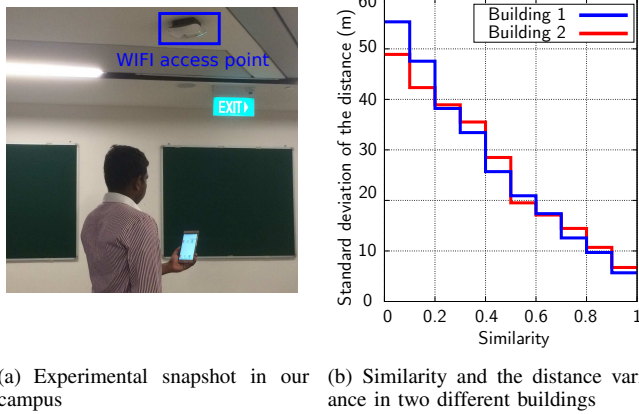 WIFI access point
EXIT
Standard deviation of the distance (m)
60
50
40
30
20
10
0
Building 1
Building 2
0 0.2 0.4 0.6 0.8 1
Similarity
(a) Experimental snapshot in our
campus
(b) Similarity and the distance vari
ance in two different buildings